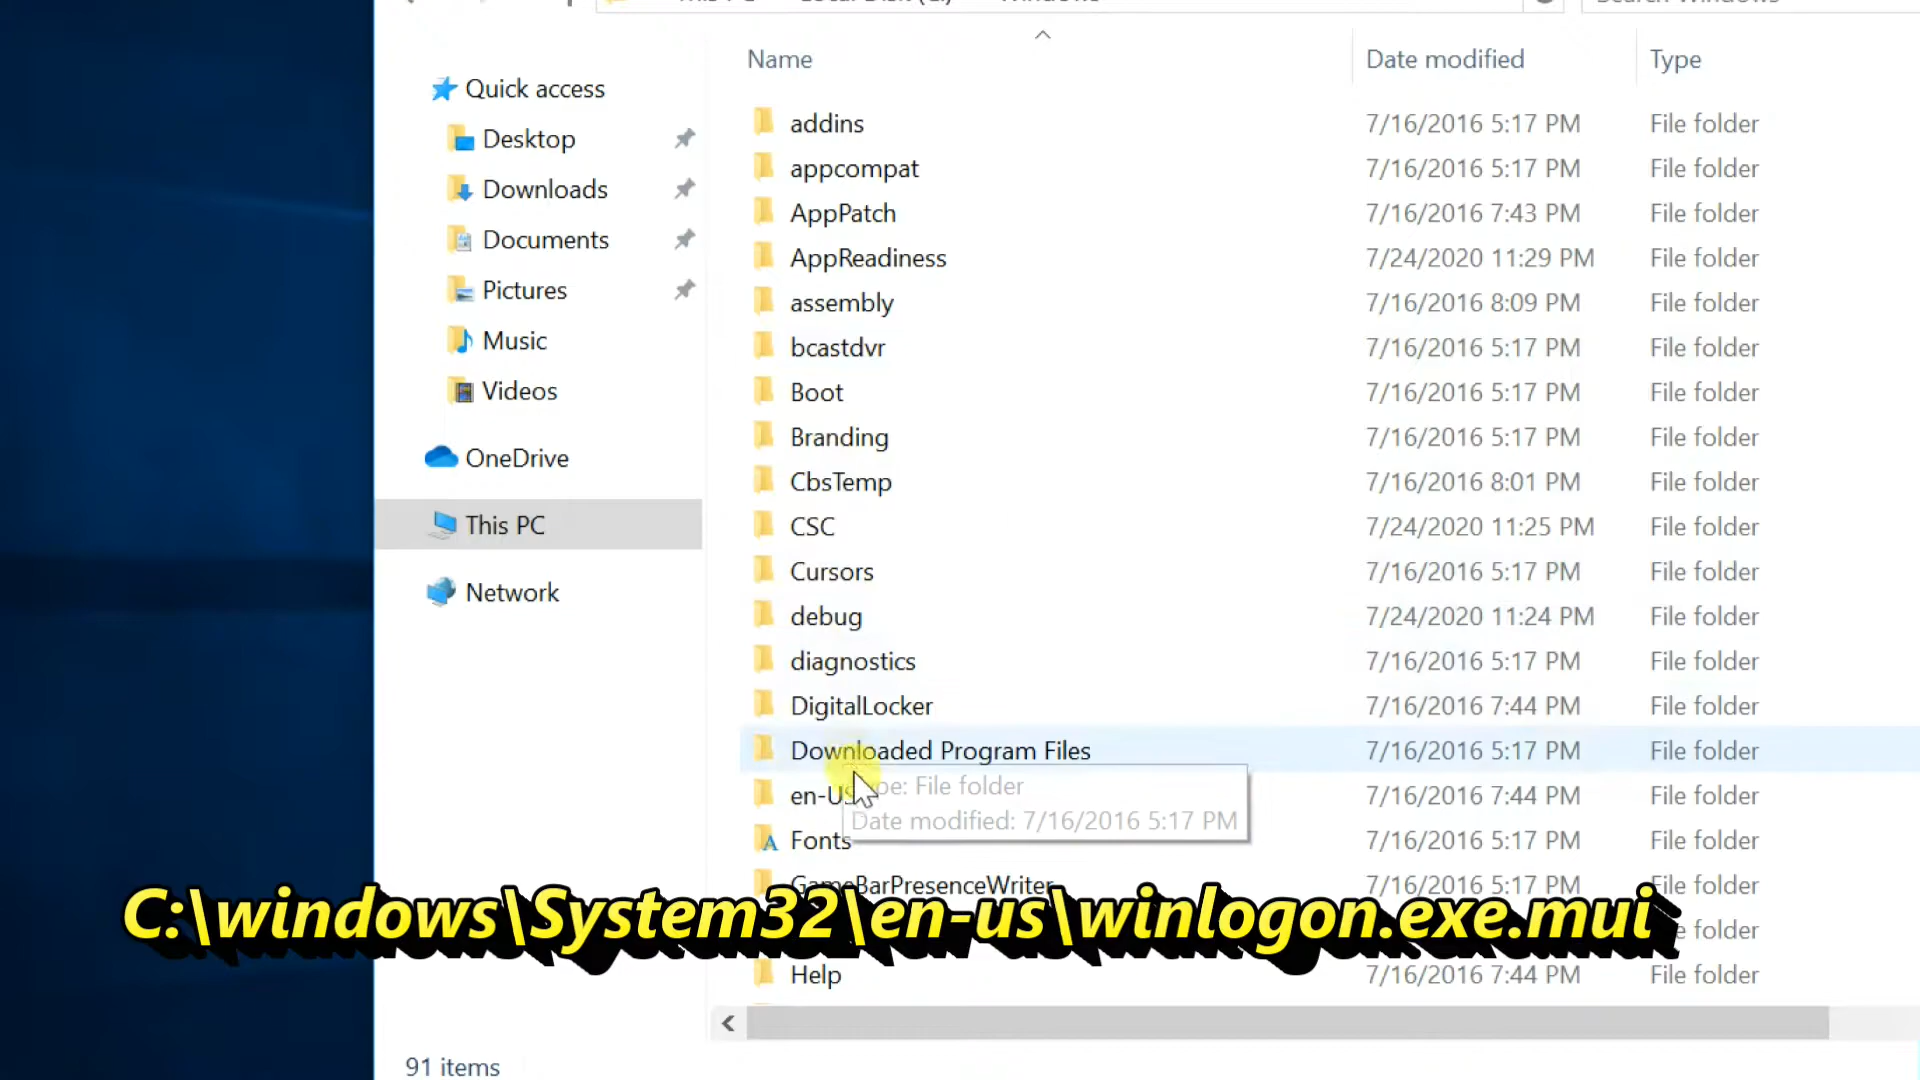 Name Date modified Type
Quick access
addins 7/16/2016 5:17 PM File folder
Desktop
appcompat 7/16/2016 5:17 PM File folder
Downloads
AppPatch 7/16/2016 7:43 PM File folder
Documents
AppReadiness 7/24/2020 11:29 PM File folder
Pictures
assembly 7/16/2016 8:09 PM File folder
Music
bcastdvr 7/16/2016 5:17 PM File folder
Videos
Boot 7/16/2016 5:17 PM File folder
Branding 7/16/2016 5:17 PM File folder
OneDrive
CbsTemp 7/16/2016 8:01 PM File folder
This PC
CSC 7/24/2020 11:25 PM File folder
Cursors 7/16/2016 5:17 PM File folder
Network
debug 7/24/2020 11:24 PM File folder
diagnostics 7/16/2016 5:17 PM File folder
DigitalLocker 7/16/2016 7:44 PM File folder
Downloaded Program Files 7/16/2016 5:17 PM File folder
File folder
en-US 7/16/2016 7:44 PM File folder
Date modified: 7/16/2016 5:17 PM
Fonts 7/16/2016 5:17 PM File folder
GameBarPresenceWriter 7/16/2016 5:17 PM File folder
C:\windows\System32\en-us\winlogon.exe.mui
Help 7/16/2016 7:44 PM File folder
91 items